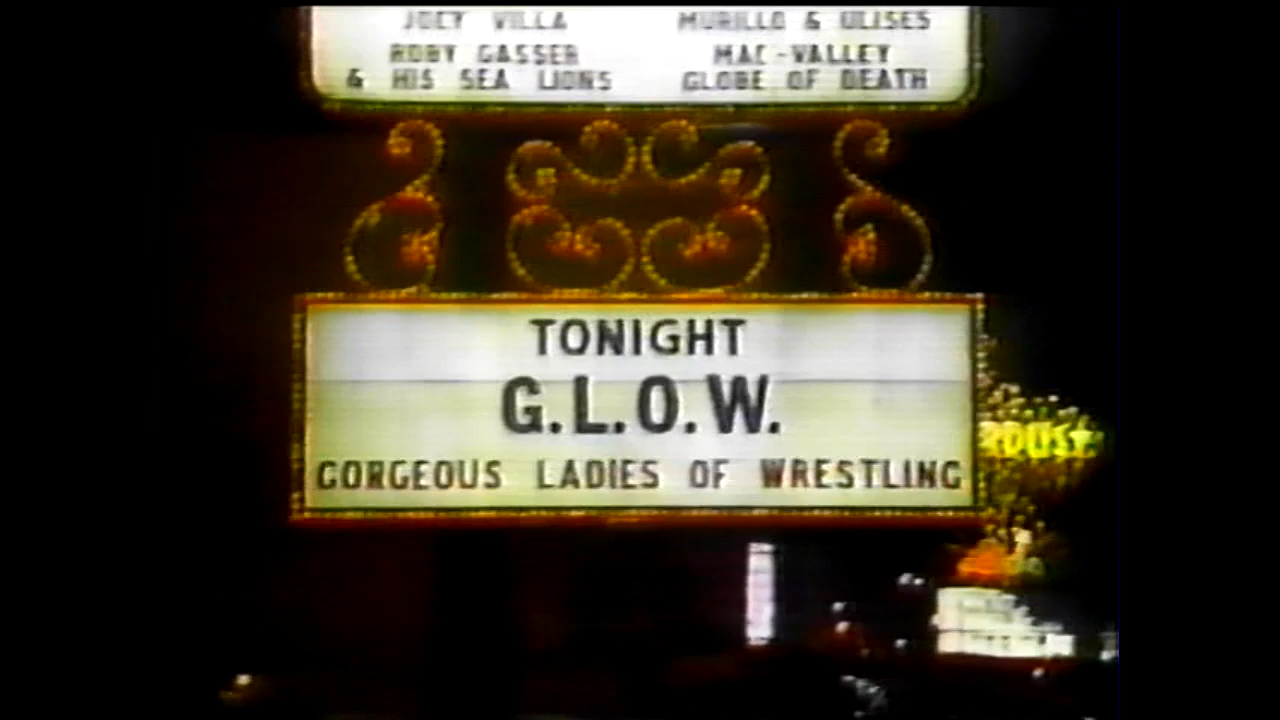 JOEY VILLA
ROBY GASSER
& HIS SEA LIONS
MURILLO & ULISES
MAC-VALLEY
GLOBE OF DEATH
TONIGHT
G.L.O.W.
GORGEOUS LADIES OF WRESTLING